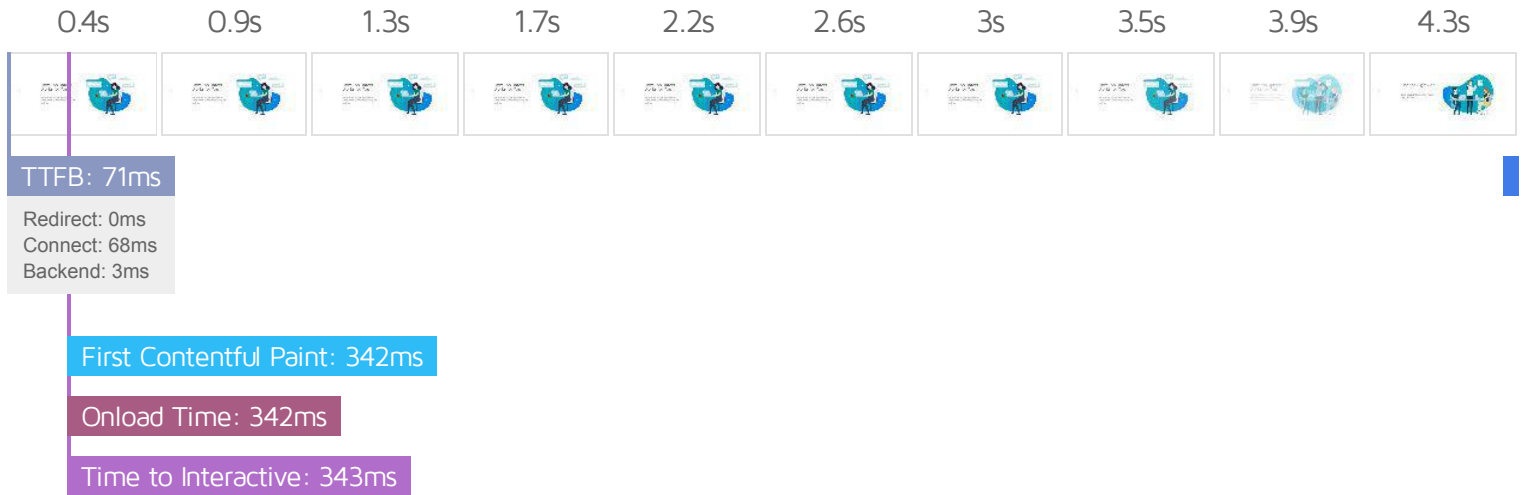 0.4s 0.9s 1.3s 1.7s 2.2s 2.6s 3s 3.5s 3.9s 4.3s
TTFB: 71ms
Redirect: 0ms
Connect: 68ms
Backend: 3ms
First Contentful Paint: 342ms
Onload Time: 342ms
Time to Interactive: 343ms